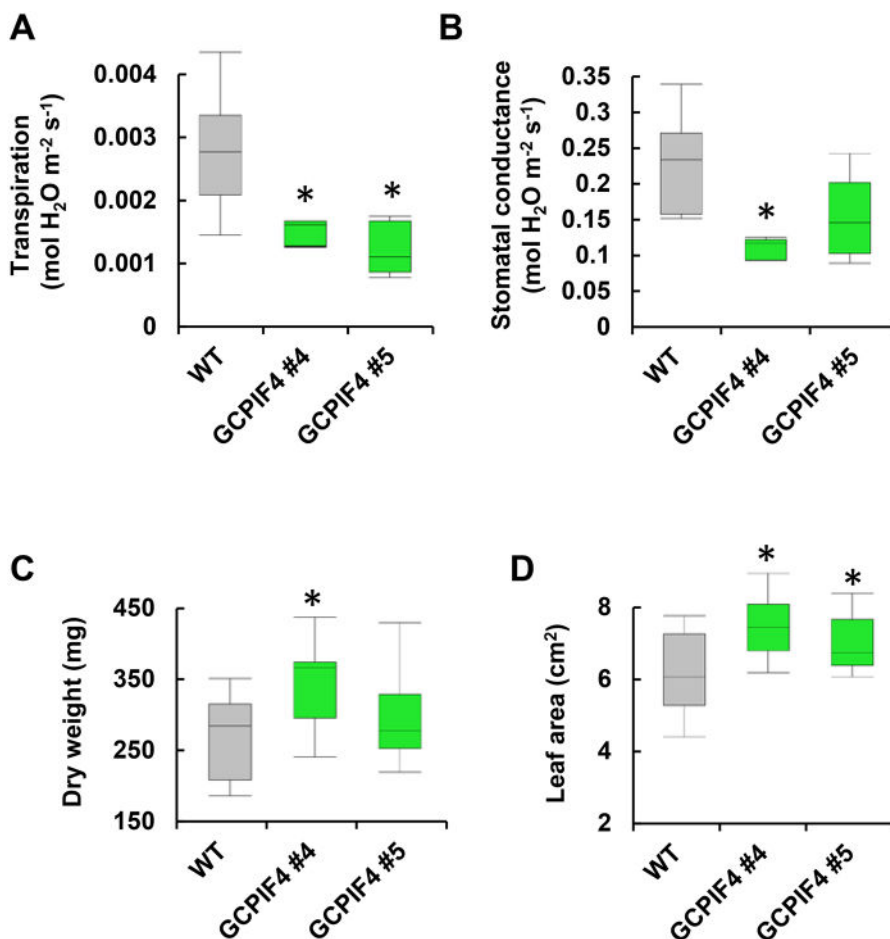 A
Transpiration
(mol H₂O m⁻² s⁻¹)
0.004
0.003
0.002
0.001
0
*
*
WT
GCPIF4 #4
GCPIF4 #5
B
Stomatal conductance
(mol H₂O m⁻² s⁻¹)
0.35
0.3
0.25
0.2
0.15
0.1
0.05
0
*
WT
GCPIF4 #4
GCPIF4 #5
C
Dry weight (mg)
450
350
250
150
*
WT
GCPIF4 #4
GCPIF4 #5
D
Leaf area (cm²)
8
6
4
2
*
*
WT
GCPIF4 #4
GCPIF4 #5